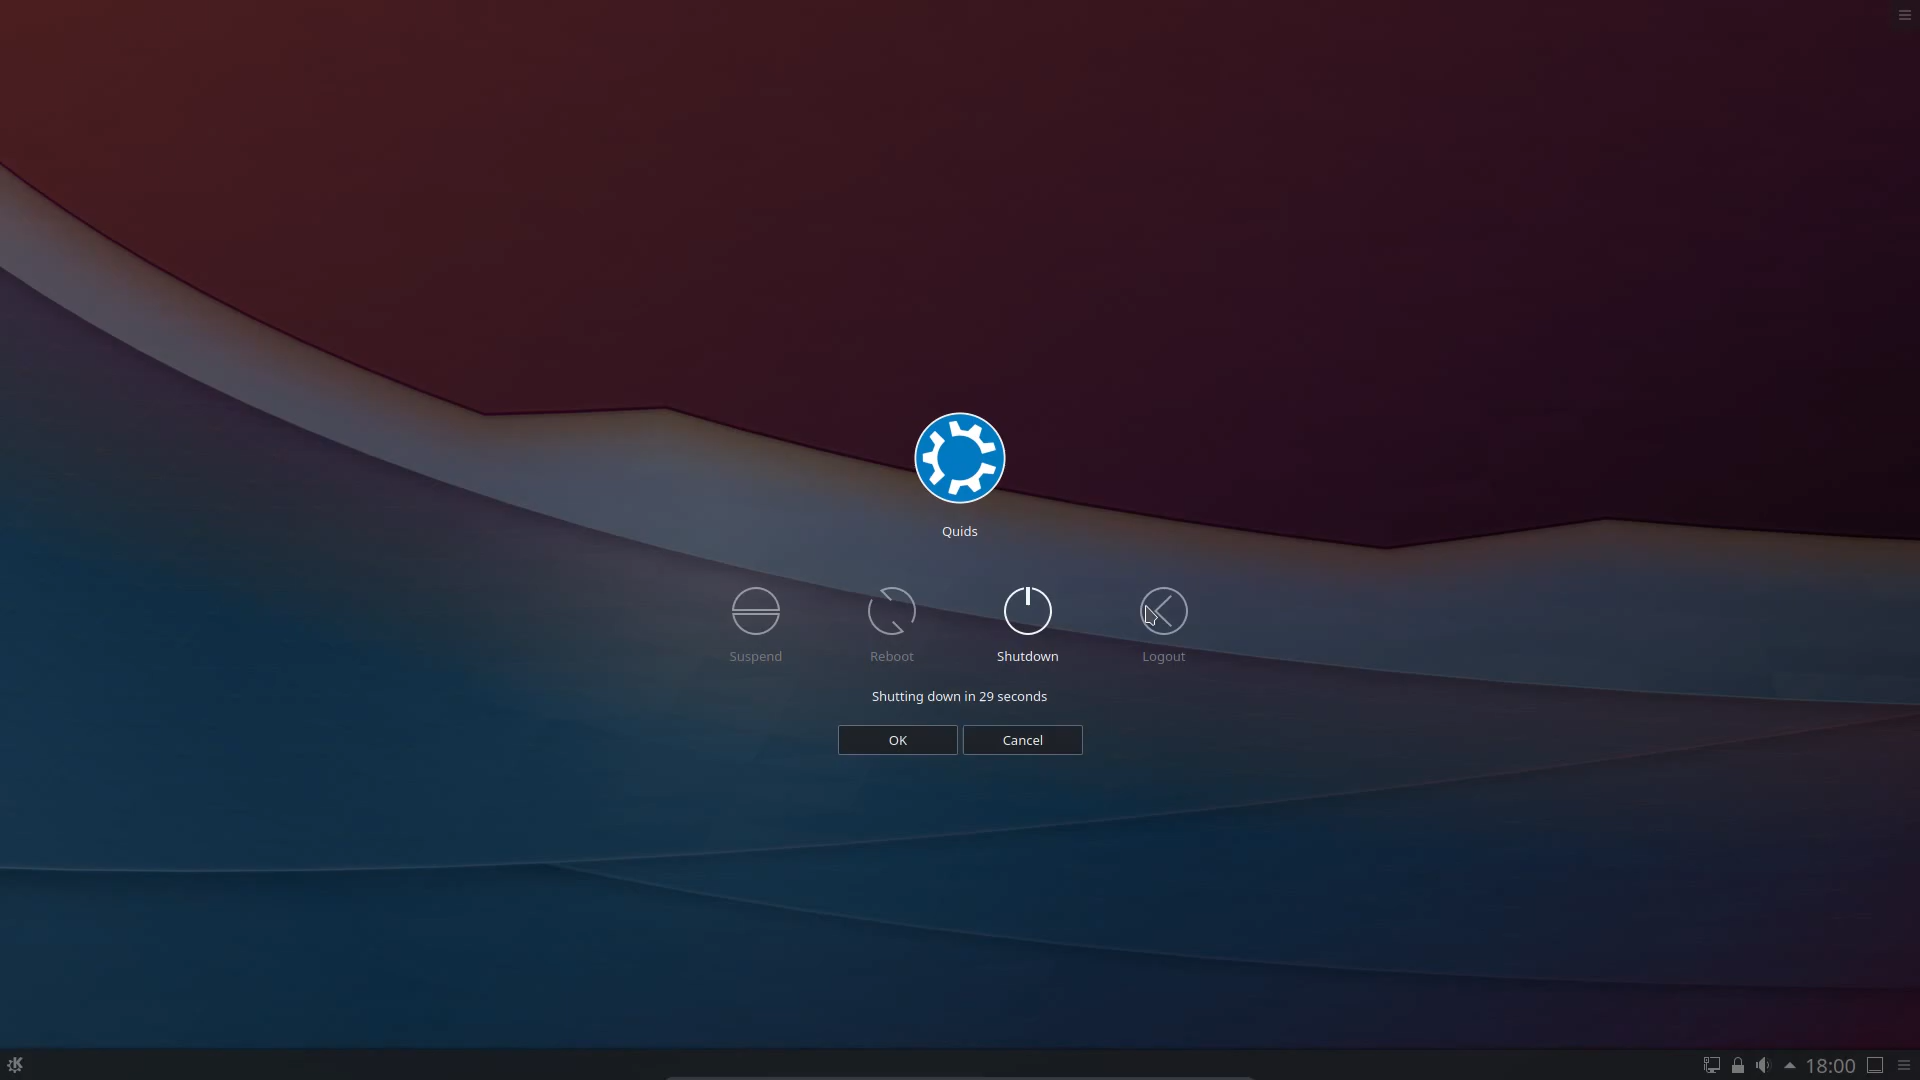 Quids
Suspend Reboot Shutdown Logout
Shutting down in 29 seconds
OK Cancel
18:00